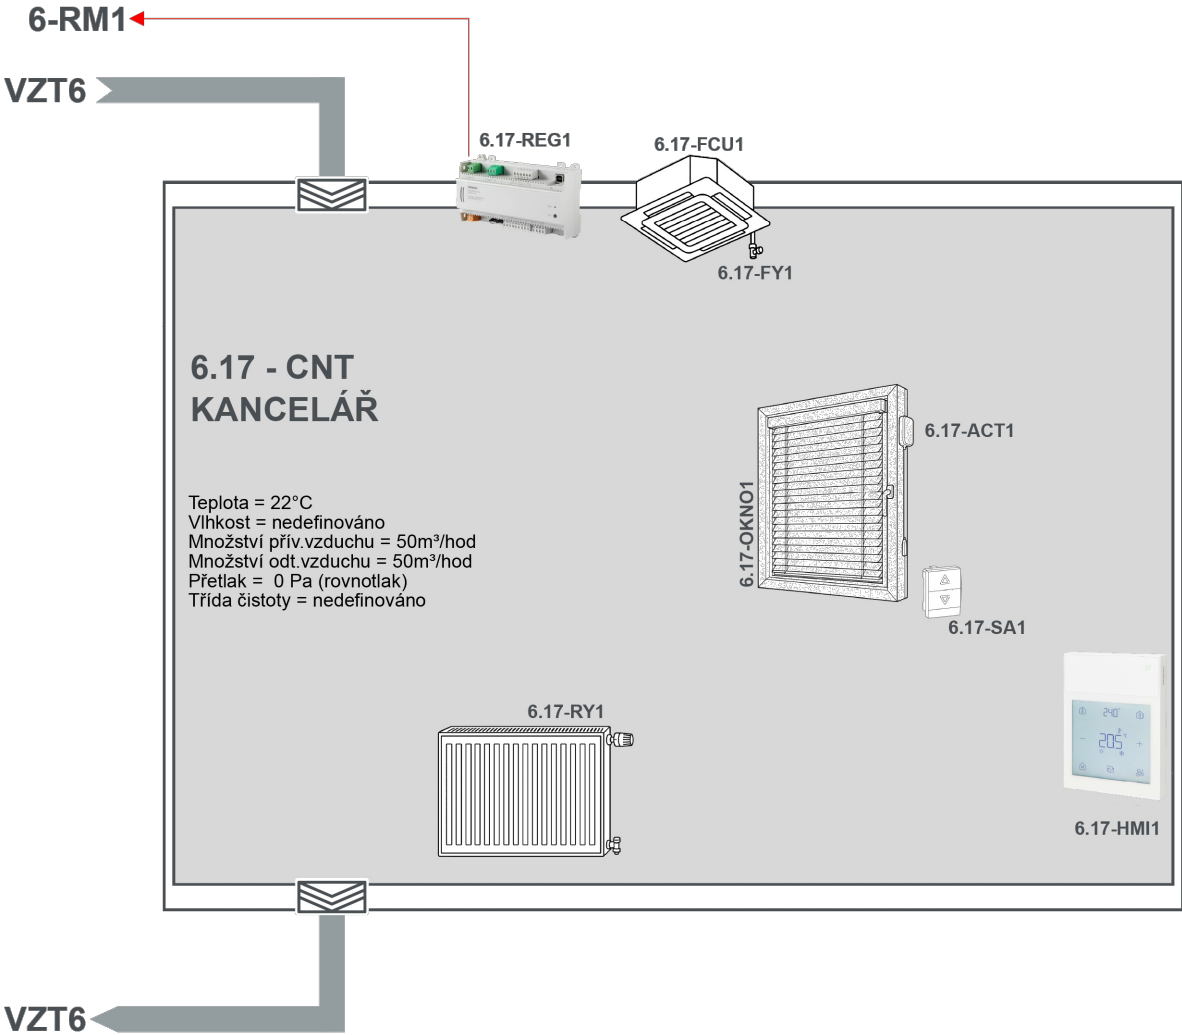 6-RM1
VZT6
6.17-REG1
6.17-FCU1
6.17-FY1
6.17 - CNT
KANCELÁŘ
6.17-ACT1
6.17-OKNO1
Teplota = 22°C
Vlhkost = nedefinováno
Množství přív.vzduchu = 50m³/hod
Množství odt.vzduchu = 50m³/hod
Přetlak =  0 Pa (rovnotlak)
Třída čistoty = nedefinováno
6.17-SA1
6.17-RY1
240
- 205 +
6.17-HMI1
VZT6